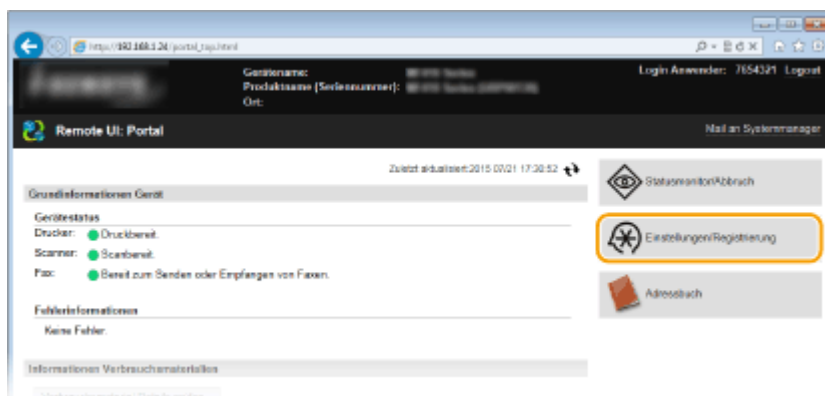 https://192.168.1.24/portal_top.html
Gerätename:
Produktname (Seriennummer):
Ort:
Login Anwender: 7654321 Logout
Remote UI: Portal
Mail an Systemmanager
Zuletzt aktualisiert:2015 07/21 17:30:52
Grundinformationen Gerät
Gerätestatus
Drucker: Druckbereit.
Scanner: Scanbereit.
Fax: Bereit zum Senden oder Empfangen von Faxen.
Fehlerinformationen
Keine Fehler.
Informationen Verbrauchsmaterialien
Statusmonitor/Abbruch
Einstellungen/Registrierung
Adressbuch